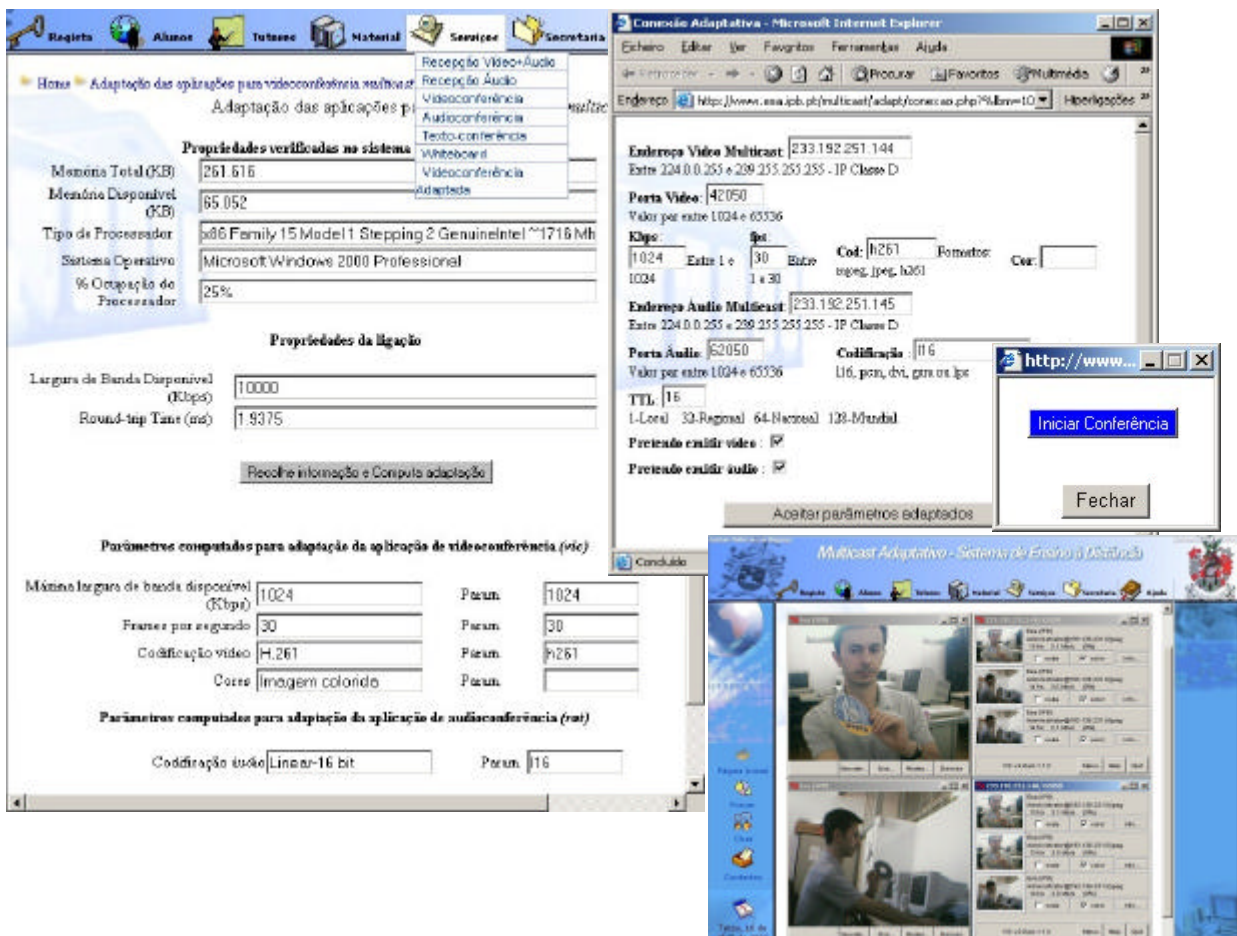 Registo Alunos Tutores Material Serviços Secretaria
Home Adaptação das aplicações para videoconferência multicast
Recepção Vídeo+Áudio
Recepção Áudio
Videoconferência
Audioconferência
Texto-conferência
Whiteboard
Videoconferência
Adaptada
Adaptação das aplicações p
Propriedades verificadas no sistema
Memória Total (KB) 261.616
Memória Disponível
(KB) 65.052
Tipo de Processador x86 Family 15 Model 1 Stepping 2 GenuineIntel ~1716 Mh
Sistema Operativo Microsoft Windows 2000 Professional
% Ocupação do
Processador 25%
Propriedades da ligação
Largura de Banda Disponível
(Kbps) 10000
Round-trip Time (ms) 1.9375
Recolhe informação e Computa adaptação
Parâmetros computados para adaptação da aplicação de videoconferência (vic)
Máxima largura de banda disponível
(Kbps) 1024 Param 1024
Frames por segundo 30 Param 30
Codificação vídeo H.261 Param h261
Cores Imagem colorida Param
Parâmetros computados para adaptação da aplicação de audioconferência (rat)
Codificação áudio Linear-16 bit Param l16
Conexão Adaptativa - Microsoft Internet Explorer
Ficheiro Editar Ver Favoritos Ferramentas Ajuda
Retroceder Procurar Favoritos Multimédia
Endereço Hiperligações
Endereço Vídeo Multicast: 233.192.251.144
Entre 224.0.0.255 e 239.255.255.255 - IP Classe D
Porta Vídeo: 42050
Valor par entre 1024 e 65536
Kbps: fps:
1024 Entre 1 e 30 Entre Cod: h261 Formatos: Cor:
1024 1 e 30 mpeg, jpeg, h261
Endereço Áudio Multicast: 233.192.251.145
Entre 224.0.0.255 e 239.255.255.255 - IP Classe D
Porta Áudio: 62050 Codificação : l16
Valor par entre 1024 e 65536 l16, pcm, dvi, gsm ou lpc
TTL: 16
1-Local 32-Regional 64-Nacional 128-Mundial
Pretendo emitir vídeo :
Pretendo emitir áudio :
Aceitar parâmetros adaptados
Concluído
http://www...
Iniciar Conferência
Fechar
Multicast Adaptativo - Sistema de Ensino à Distância
Registo Alunos Tutores Material Serviços Secretaria Ajuda